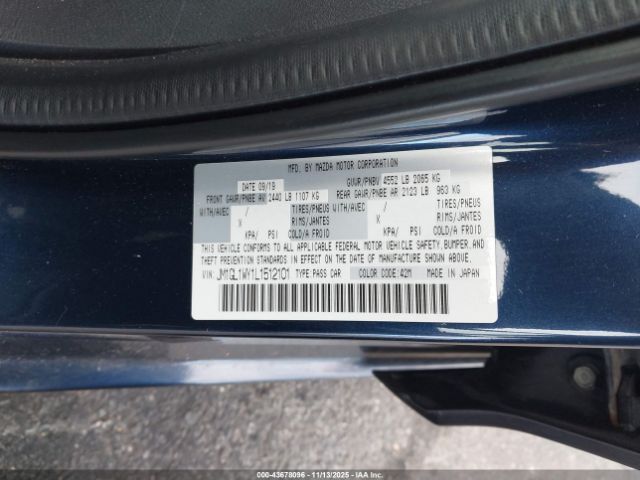 MFD. BY MAZDA MOTOR CORPORATION
DATE 09/19 GVWR/PNBV 4552 LB 2065 KG
FRONT GAWR/PNBE AV 2440 LB 1107 KG REAR GAWR/PNBE AR 2123 LB 963 KG
WITH/AVEC / TIRES/PNEUS WITH/AVEC / TIRES/PNEUS
X RIMS/JANTES X RIMS/JANTES
KPA/ PSI COLD/A FROID KPA/ PSI COLD/A FROID
THIS VEHICLE CONFORMS TO ALL APPLICABLE FEDERAL MOTOR VEHICLE SAFETY, BUMPER, AND
THEFT PREVENTION STANDARDS IN EFFECT ON THE DATE OF MANUFACTURE SHOWN ABOVE.
VIN: JM1GL1WY1L1512101 TYPE:PASS CAR COLOR CODE:42M MADE IN JAPAN
000-43678096 - 11/13/2025 - IAAI.COM